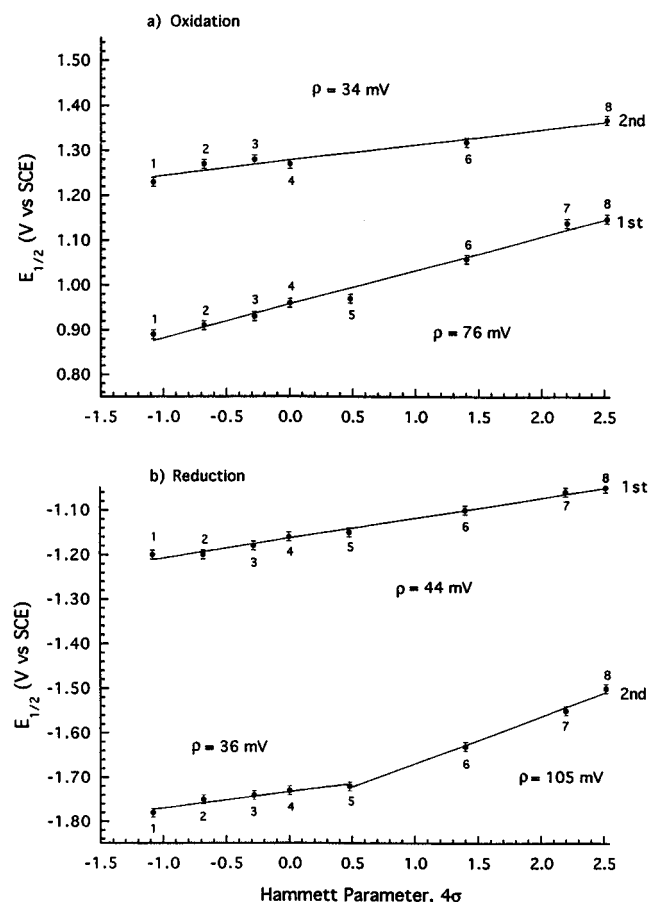 a) Oxidation
1.50
1.40
1.30
1.20
1.10
1.00
0.90
0.80
E1/2 (V vs SCE)
ρ = 34 mV
1 2 3 4 6 8 2nd
1 2 3 4 5 6 7 8 1st
ρ = 76 mV
-1.5 -1.0 -0.5 0.0 0.5 1.0 1.5 2.0 2.5
b) Reduction
-1.10
-1.20
-1.30
-1.40
-1.50
-1.60
-1.70
-1.80
E1/2 (V vs SCE)
1 2 3 4 5 6 7 8 1st
ρ = 44 mV
1 2 3 4 5 6 7 8 2nd
ρ = 36 mV
ρ = 105 mV
-1.5 -1.0 -0.5 0.0 0.5 1.0 1.5 2.0 2.5
Hammett Parameter, 4σ